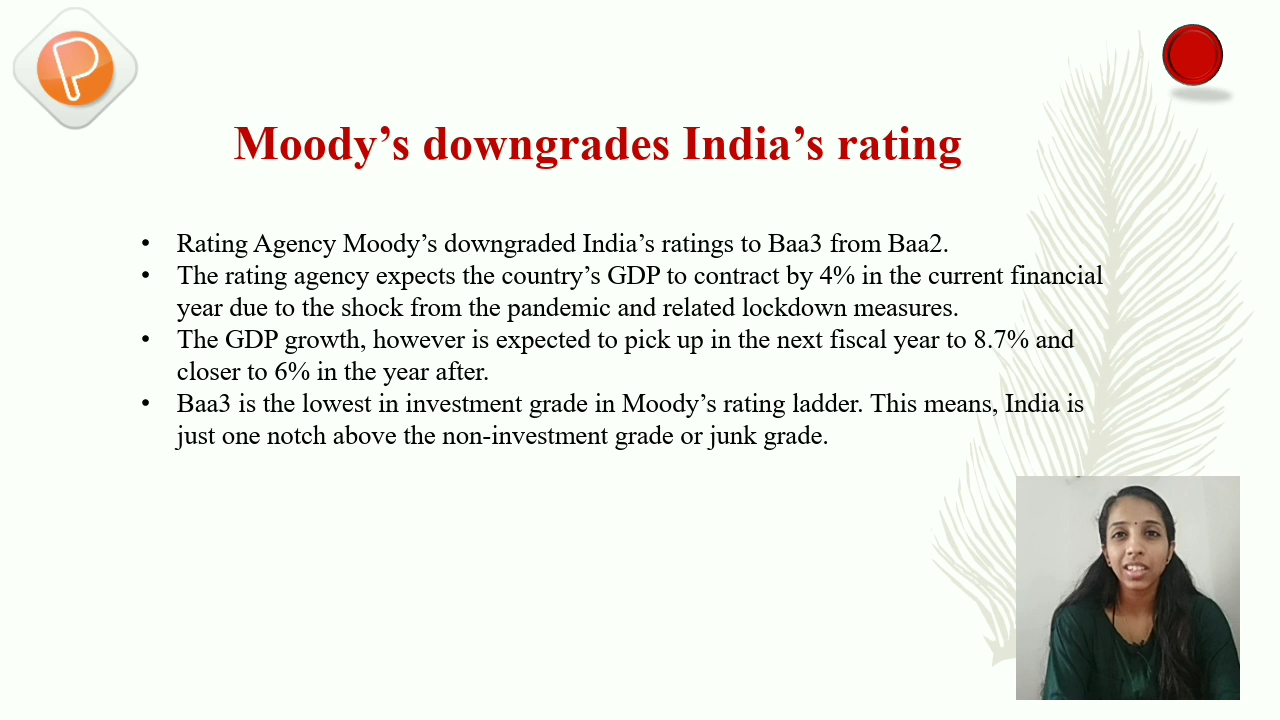 P
Moody’s downgrades India’s rating
• Rating Agency Moody’s downgraded India’s ratings to Baa3 from Baa2.
• The rating agency expects the country’s GDP to contract by 4% in the current financial
year due to the shock from the pandemic and related lockdown measures.
• The GDP growth, however is expected to pick up in the next fiscal year to 8.7% and
closer to 6% in the year after.
• Baa3 is the lowest in investment grade in Moody’s rating ladder. This means, India is
just one notch above the non-investment grade or junk grade.